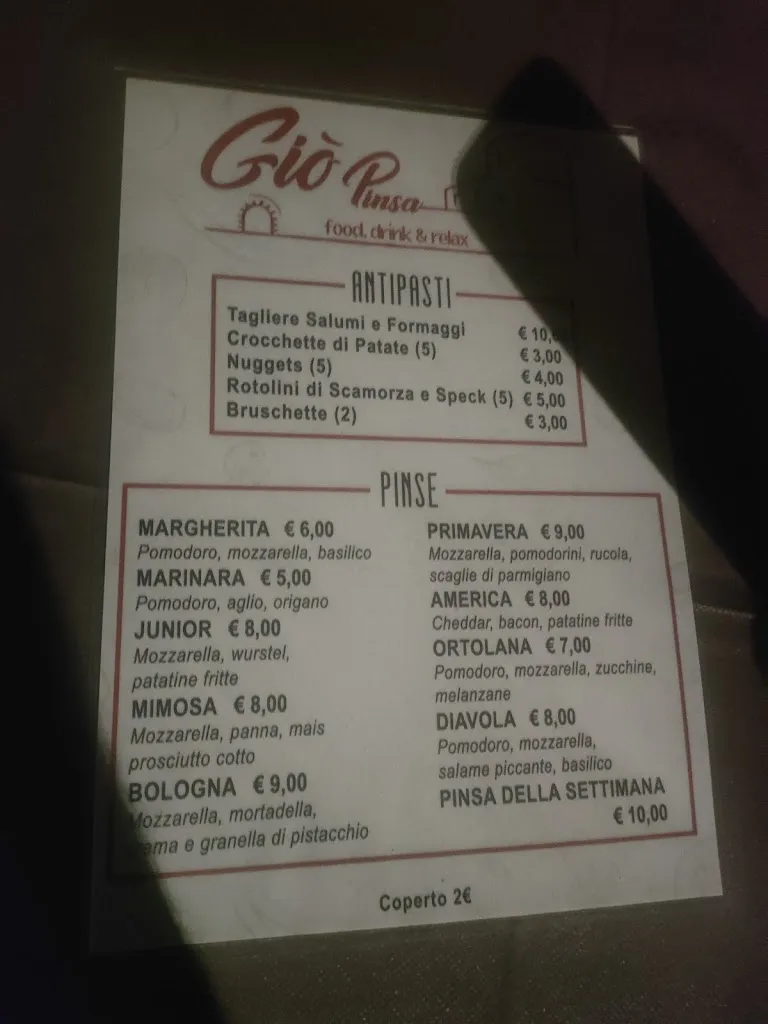 Giò Pinsa
food, drink & relax
ANTIPASTI
Tagliere Salumi e Formaggi € 10,
Crocchette di Patate (5) € 3,00
Nuggets (5) € 4,00
Rotolini di Scamorza e Speck (5) € 5,00
Bruschette (2) € 3,00
PINSE
MARGHERITA € 6,00
Pomodoro, mozzarella, basilico
MARINARA € 5,00
Pomodoro, aglio, origano
JUNIOR € 8,00
Mozzarella, wurstel,
patatine fritte
MIMOSA € 8,00
Mozzarella, panna, mais
prosciutto cotto
BOLOGNA € 9,00
Mozzarella, mortadella,
e granella di pistacchio
PRIMAVERA € 9,00
Mozzarella, pomodorini, rucola,
scaglie di parmigiano
AMERICA € 8,00
Cheddar, bacon, patatine fritte
ORTOLANA € 7,00
Pomodoro, mozzarella, zucchine,
melanzane
DIAVOLA € 8,00
Pomodoro, mozzarella,
salame piccante, basilico
PINSA DELLA SETTIMANA
€ 10,00
Coperto 2€